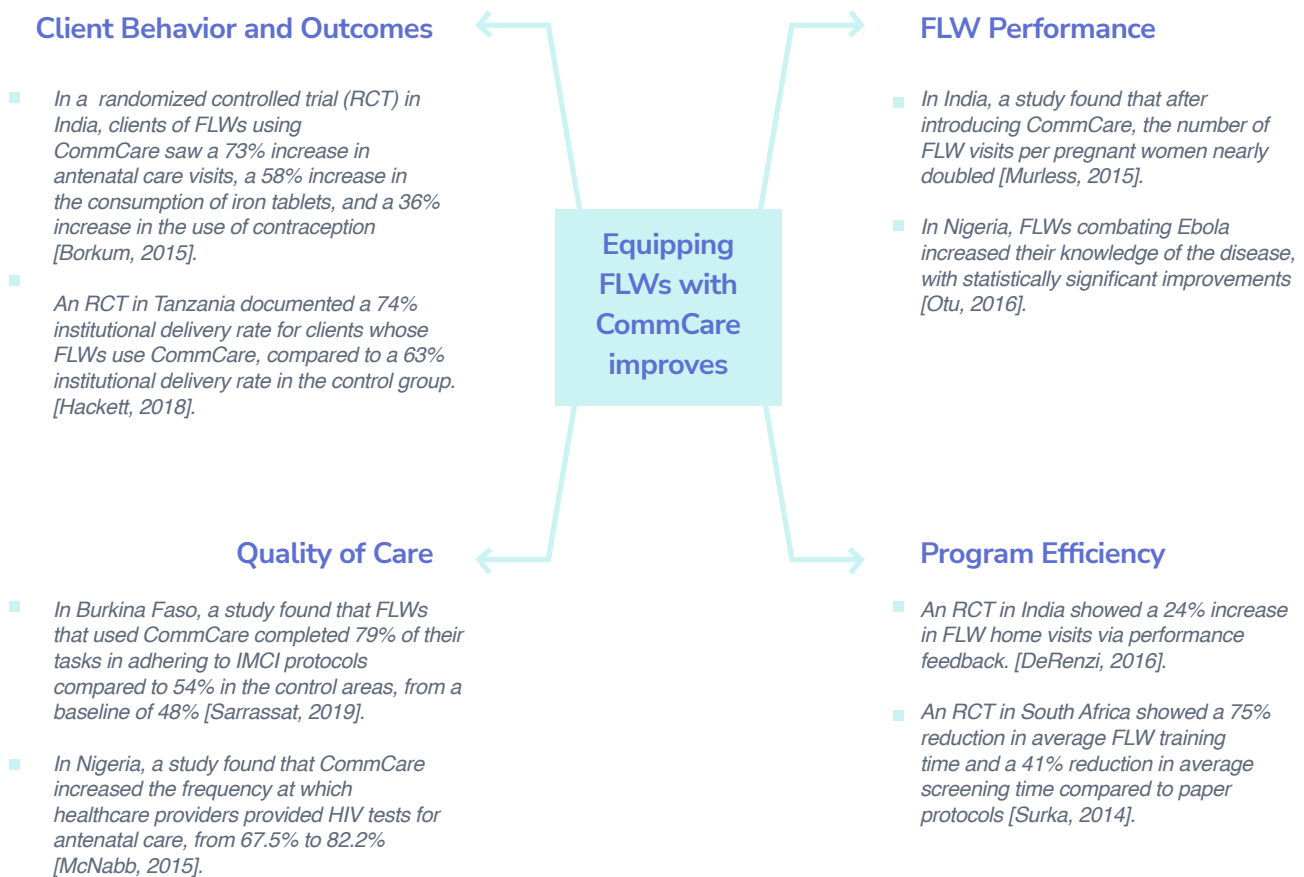 Client Behavior and Outcomes
In a  randomized controlled trial (RCT) in
India, clients of FLWs using
CommCare saw a 73% increase in
antenatal care visits, a 58% increase in
the consumption of iron tablets, and a 36%
increase in the use of contraception
[Borkum, 2015].
An RCT in Tanzania documented a 74%
institutional delivery rate for clients whose
FLWs use CommCare, compared to a 63%
institutional delivery rate in the control group.
[Hackett, 2018].
Equipping
FLWs with
CommCare
improves
FLW Performance
In India, a study found that after
introducing CommCare, the number of
FLW visits per pregnant women nearly
doubled [Murless, 2015].
In Nigeria, FLWs combating Ebola
increased their knowledge of the disease,
with statistically significant improvements
[Otu, 2016].
Quality of Care
In Burkina Faso, a study found that FLWs
that used CommCare completed 79% of their
tasks in adhering to IMCI protocols
compared to 54% in the control areas, from a
baseline of 48% [Sarrassat, 2019].
In Nigeria, a study found that CommCare
increased the frequency at which
healthcare providers provided HIV tests for
antenatal care, from 67.5% to 82.2%
[McNabb, 2015].
Program Efficiency
An RCT in India showed a 24% increase
in FLW home visits via performance
feedback. [DeRenzi, 2016].
An RCT in South Africa showed a 75%
reduction in average FLW training
time and a 41% reduction in average
screening time compared to paper
protocols [Surka, 2014].